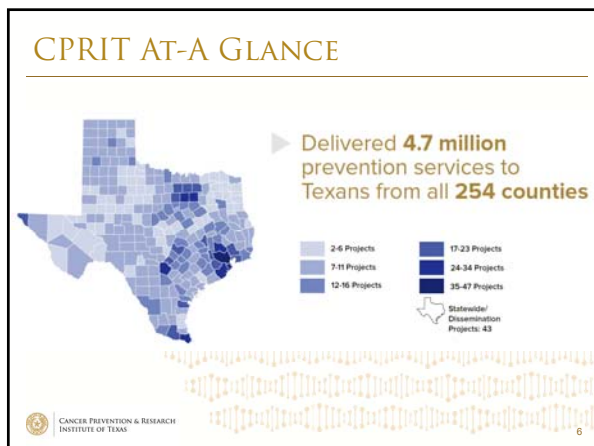 CPRIT AT-A GLANCE
Delivered 4.7 million
prevention services to
Texans from all 254 counties
2-6 Projects
7-11 Projects
12-16 Projects
17-23 Projects
24-34 Projects
35-47 Projects
Statewide/
Dissemination
Projects: 43
CANCER PREVENTION & RESEARCH
INSTITUTE OF TEXAS
6